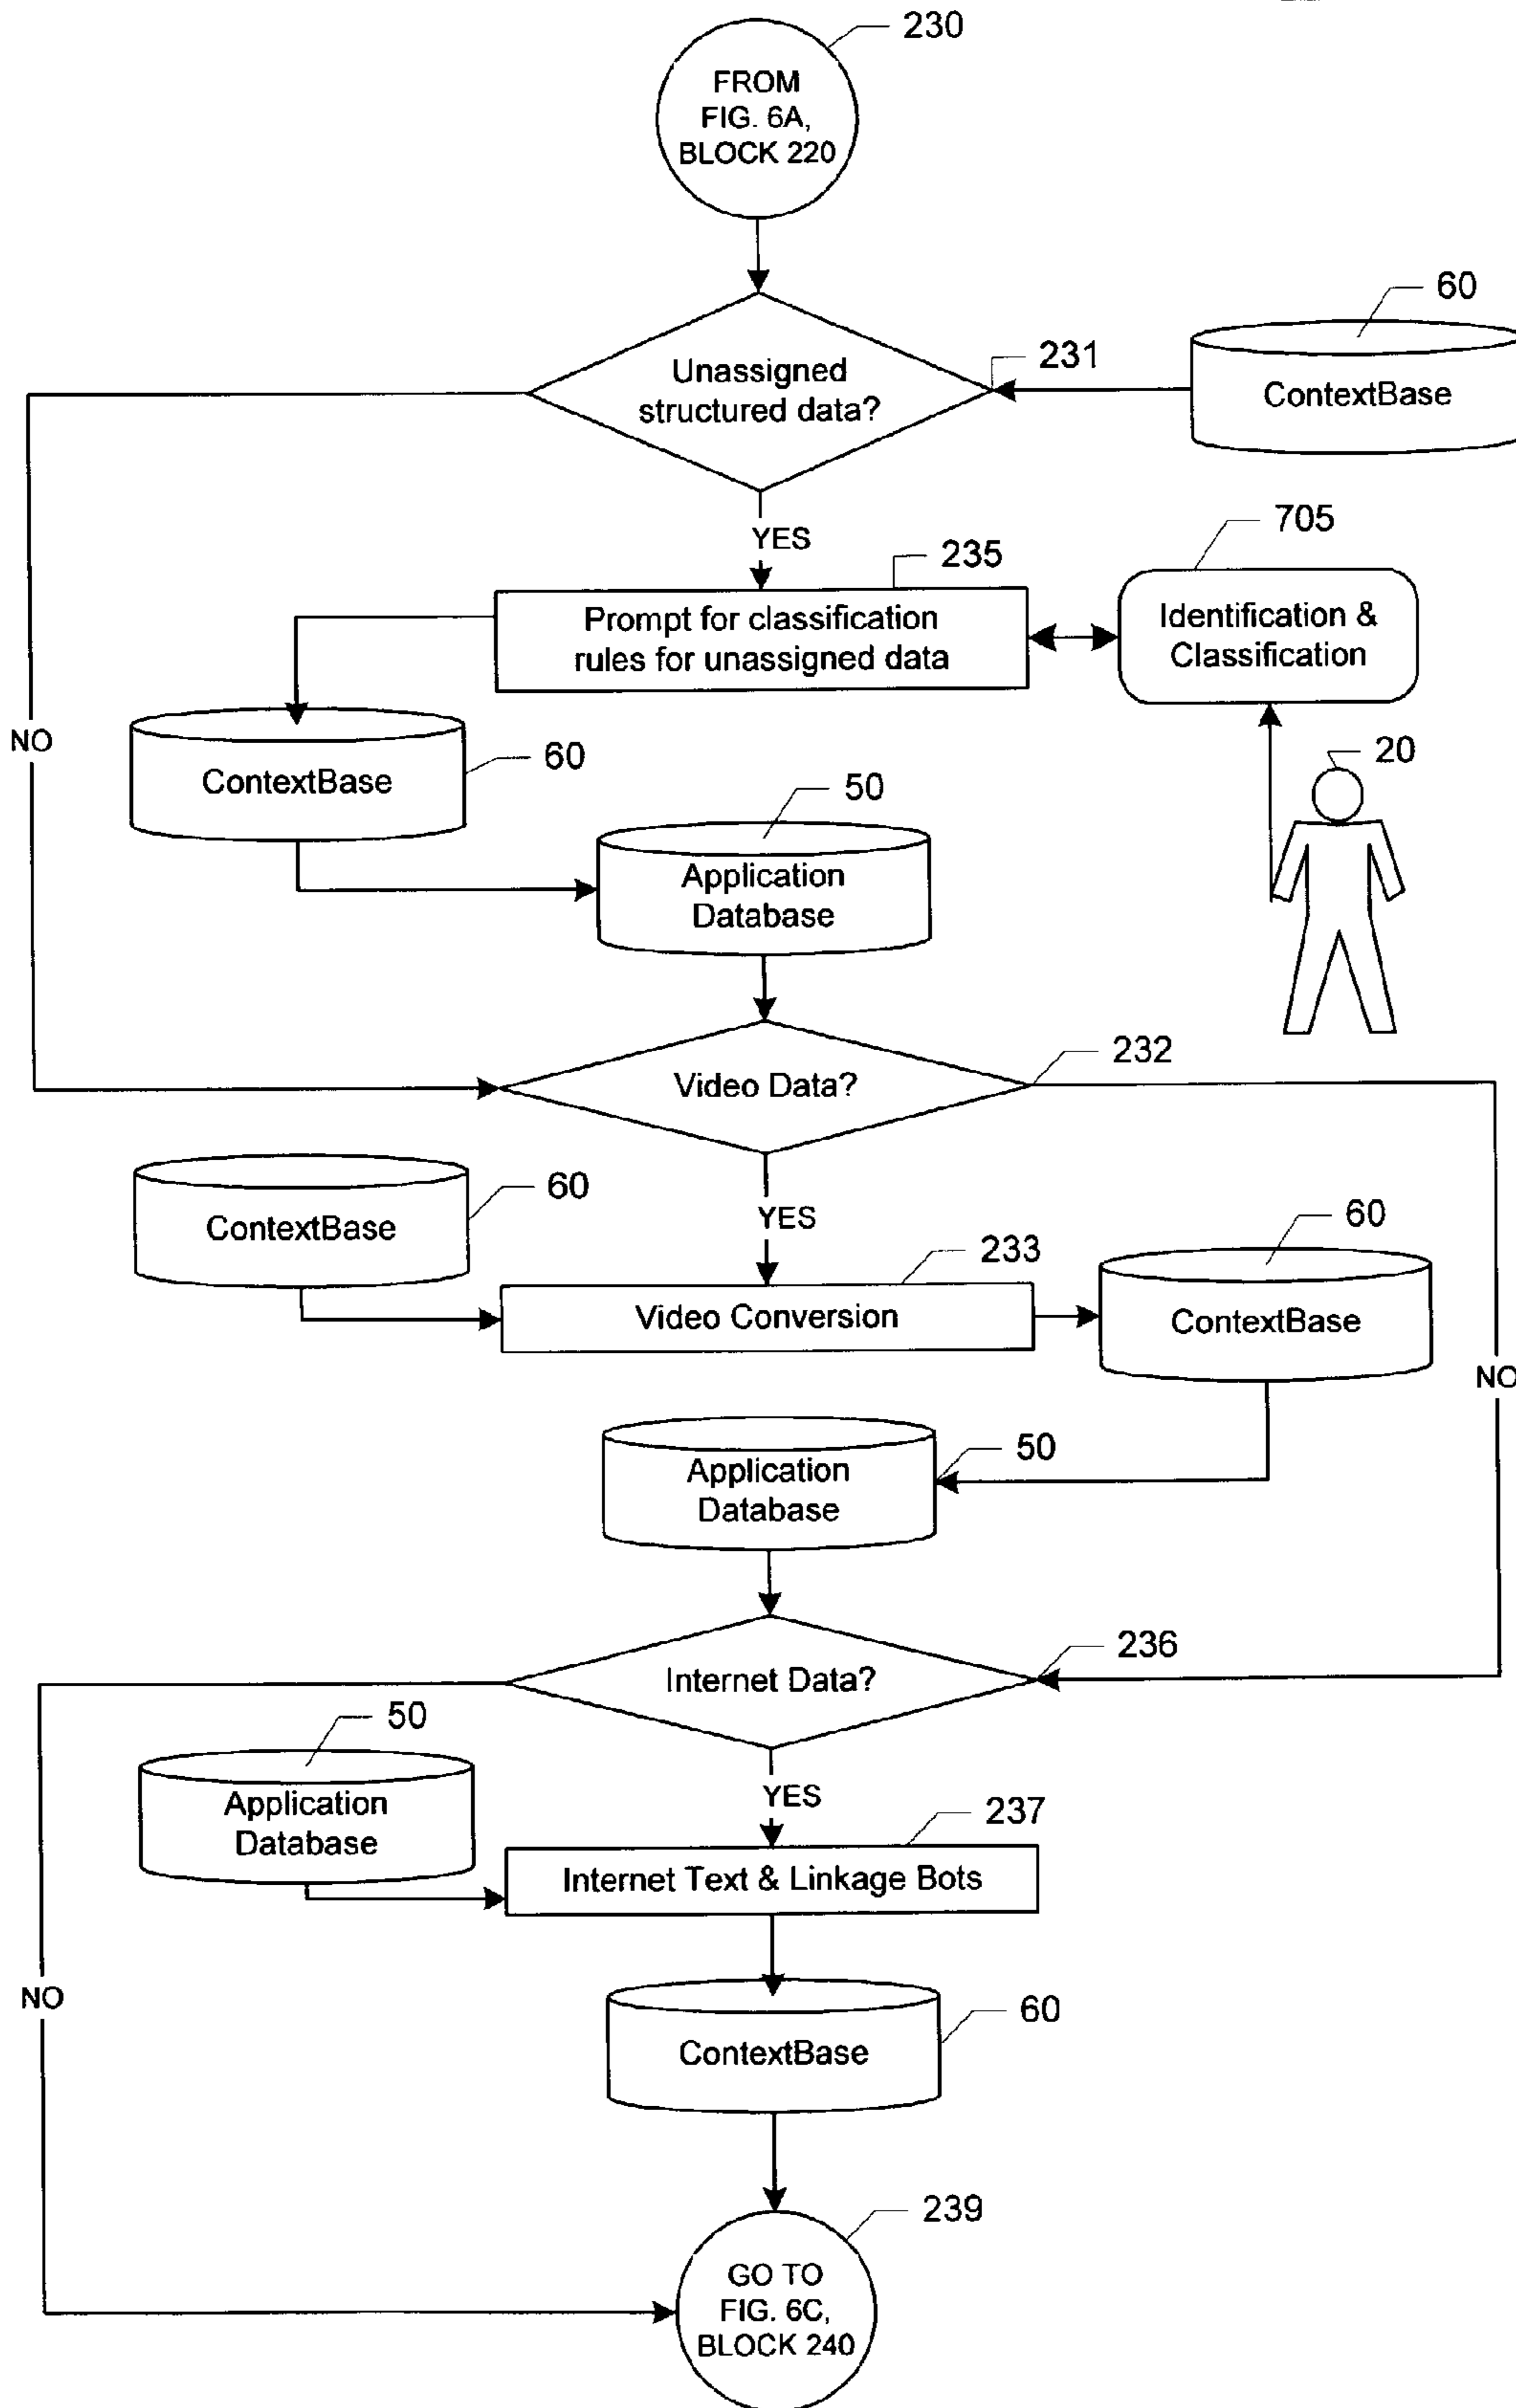 230
FROM
FIG. 6A,
BLOCK 220
60
231
Unassigned
structured data?
ContextBase
YES
705
235
Prompt for classification
rules for unassigned data
Identification &
Classification
NO
60
ContextBase
20
50
Application
Database
232
Video Data?
60
ContextBase
YES
60
233
Video Conversion
ContextBase
NO
50
Application
Database
236
Internet Data?
50
Application
Database
YES
237
Internet Text & Linkage Bots
NO
60
ContextBase
239
GO TO
FIG. 6C,
BLOCK 240